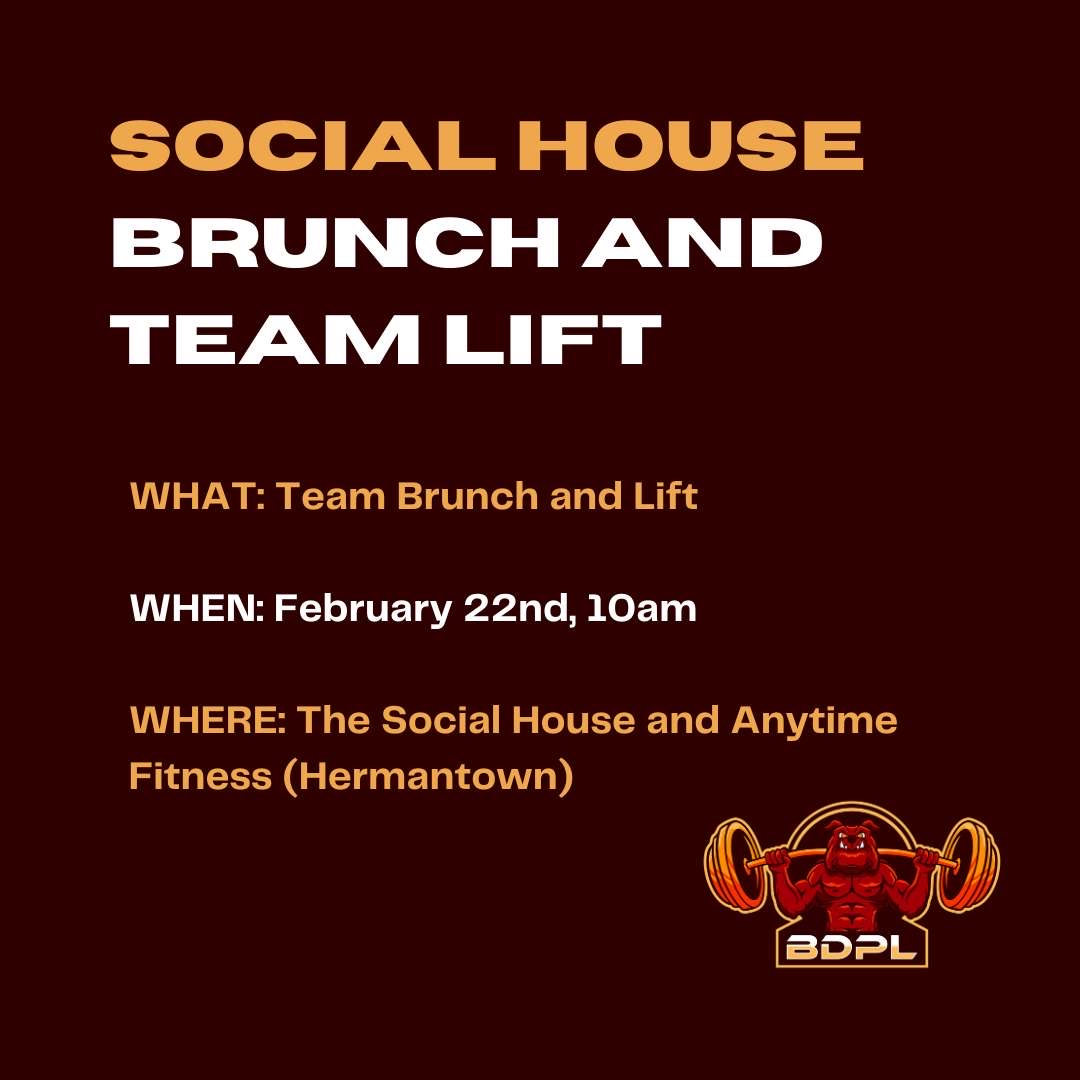 SOCIAL HOUSE
BRUNCH AND
TEAM LIFT
WHAT: Team Brunch and Lift
WHEN: February 22nd, 10am
WHERE: The Social House and Anytime
Fitness (Hermantown)
BDPL